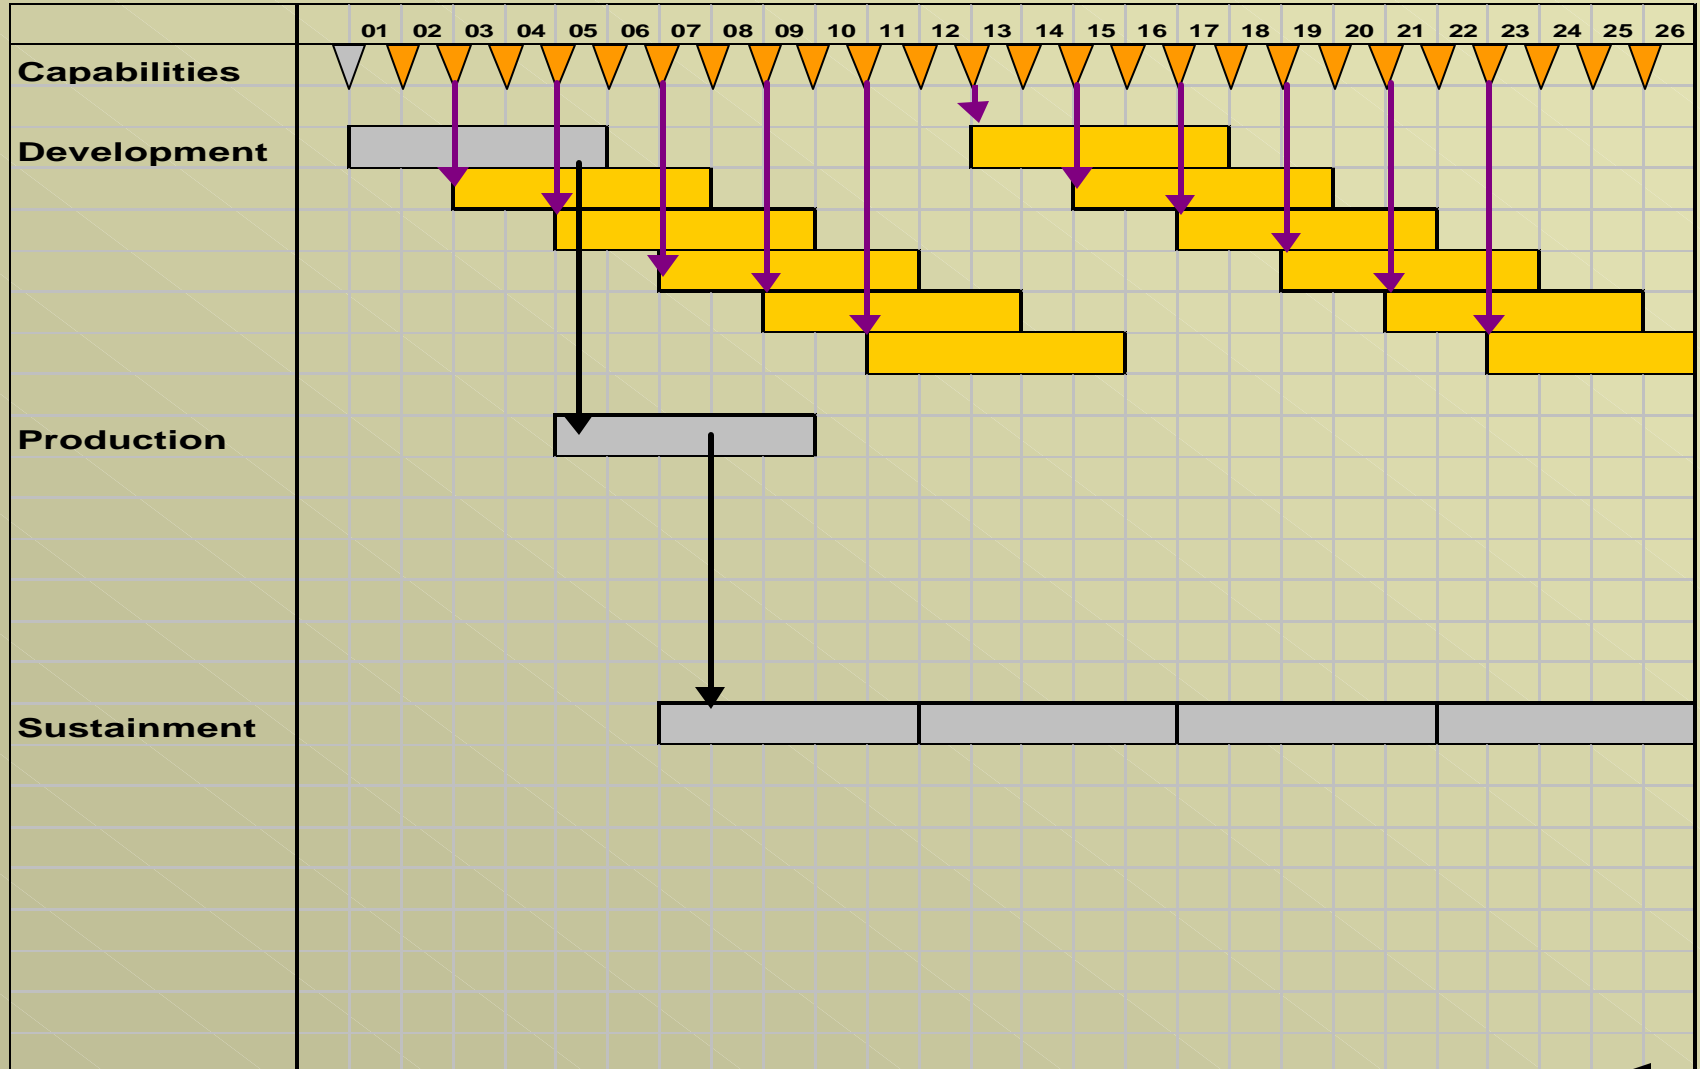 01 02 03 04 05 06 07 08 09 10 11 12 13 14 15 16 17 18 19 20 21 22 23 24 25 26
Capabilities
Development
Production
Sustainment